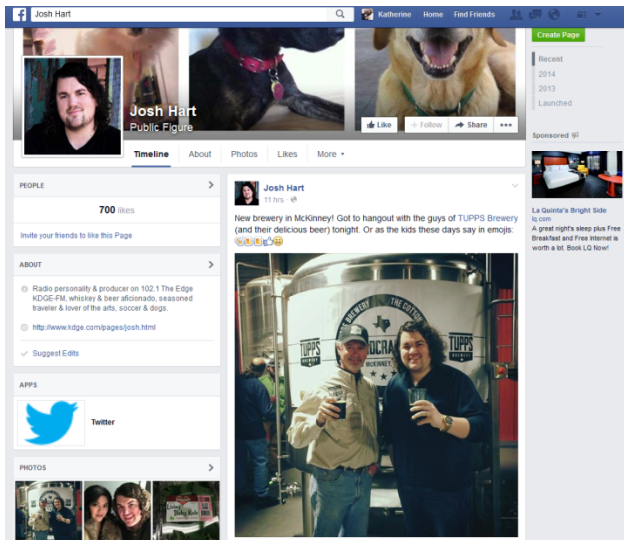 Josh Hart
Katherine Home Find Friends
Create Page
Recent
2014
2013
Launched
Josh Hart
Public Figure
Like + Follow Share •••
Timeline About Photos Likes More
Sponsored
PEOPLE
700 likes
Invite your friends to like this Page
ABOUT
Radio personality & producer on 102.1 The Edge
KDGE-FM, whiskey & beer aficionado, seasoned
traveler & lover of the arts, soccer & dogs.
http://www.kdge.com/pages/josh.html
Suggest Edits
APPS
Twitter
PHOTOS
Josh Hart
11 hrs ·
New brewery in McKinney! Got to hangout with the guys of TUPPS Brewery
(and their delicious beer) tonight. Or as the kids these days say in emojis:
BREWERY THE COTTON
TUPPS
BREWERY
MCKINNEY,
TUPPS
BREWERY
La Quinta's Bright Side
lq.com
A great night's sleep plus Free
Breakfast and Free Internet is
worth a lot. Book LQ Now!